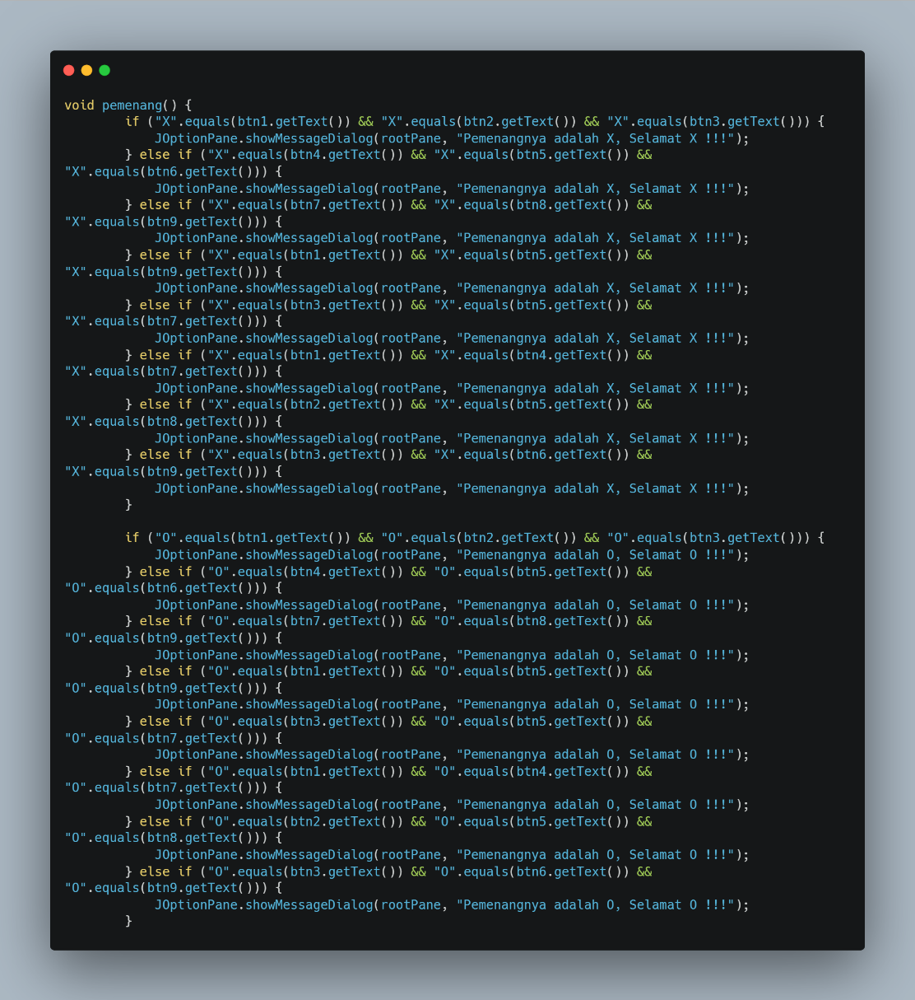 void pemenang() {
        if ("X".equals(btn1.getText()) && "X".equals(btn2.getText()) && "X".equals(btn3.getText())) {
            JOptionPane.showMessageDialog(rootPane, "Pemenang adalah X, Selamat X !!!");
        } else if ("X".equals(btn4.getText()) && "X".equals(btn5.getText()) &&
"X".equals(btn6.getText())) {
            JOptionPane.showMessageDialog(rootPane, "Pemenangnya adalah X, Selamat X !!!");
        } else if ("X".equals(btn7.getText()) && "X".equals(btn8.getText()) &&
"X".equals(btn9.getText())) {
            JOptionPane.showMessageDialog(rootPane, "Pemenangnya adalah X, Selamat X !!!");
        } else if ("X".equals(btn1.getText()) && "X".equals(btn5.getText()) &&
"X".equals(btn9.getText())) {
            JOptionPane.showMessageDialog(rootPane, "Pemenangnya adalah X, Selamat X !!!");
        } else if ("X".equals(btn3.getText()) && "X".equals(btn5.getText()) &&
"X".equals(btn7.getText())) {
            JOptionPane.showMessageDialog(rootPane, "Pemenangnya adalah X, Selamat X !!!");
        } else if ("X".equals(btn1.getText()) && "X".equals(btn4.getText()) &&
"X".equals(btn7.getText())) {
            JOptionPane.showMessageDialog(rootPane, "Pemenangnya adalah X, Selamat X !!!");
        } else if ("X".equals(btn2.getText()) && "X".equals(btn5.getText()) &&
"X".equals(btn8.getText())) {
            JOptionPane.showMessageDialog(rootPane, "Pemenangnya adalah X, Selamat X !!!");
        } else if ("X".equals(btn3.getText()) && "X".equals(btn6.getText()) &&
"X".equals(btn9.getText())) {
            JOptionPane.showMessageDialog(rootPane, "Pemenangnya adalah X, Selamat X !!!");
        }

        if ("O".equals(btn1.getText()) && "O".equals(btn2.getText()) && "O".equals(btn3.getText())) {
            JOptionPane.showMessageDialog(rootPane, "Pemenangnya adalah O, Selamat O !!!");
        } else if ("O".equals(btn4.getText()) && "O".equals(btn5.getText()) &&
"O".equals(btn6.getText())) {
            JOptionPane.showMessageDialog(rootPane, "Pemenangnya adalah O, Selamat O !!!");
        } else if ("O".equals(btn7.getText()) && "O".equals(btn8.getText()) &&
"O".equals(btn9.getText())) {
            JOptionPane.showMessageDialog(rootPane, "Pemenangnya adalah O, Selamat O !!!");
        } else if ("O".equals(btn1.getText()) && "O".equals(btn5.getText()) &&
"O".equals(btn9.getText())) {
            JOptionPane.showMessageDialog(rootPane, "Pemenangnya adalah O, Selamat O !!!");
        } else if ("O".equals(btn3.getText()) && "O".equals(btn5.getText()) &&
"O".equals(btn7.getText())) {
            JOptionPane.showMessageDialog(rootPane, "Pemenangnya adalah O, Selamat O !!!");
        } else if ("O".equals(btn1.getText()) && "O".equals(btn4.getText()) &&
"O".equals(btn7.getText())) {
            JOptionPane.showMessageDialog(rootPane, "Pemenangnya adalah O, Selamat O !!!");
        } else if ("O".equals(btn2.getText()) && "O".equals(btn5.getText()) &&
"O".equals(btn8.getText())) {
            JOptionPane.showMessageDialog(rootPane, "Pemenangnya adalah O, Selamat O !!!");
        } else if ("O".equals(btn3.getText()) && "O".equals(btn6.getText()) &&
"O".equals(btn9.getText())) {
            JOptionPane.showMessageDialog(rootPane, "Pemenangnya adalah O, Selamat O !!!");
        }